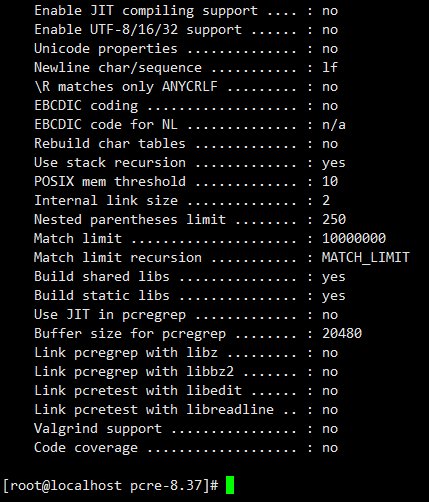 Enable JIT compiling support .... : no
Enable UTF-8/16/32 support ...... : no
Unicode properties .............. : no
Newline char/sequence ........... : lf
\R matches only ANYCRLF ......... : no
EBCDIC coding ................... : no
EBCDIC code for NL .............. : n/a
Rebuild char tables ............. : no
Use stack recursion ............. : yes
POSIX mem threshold ............. : 10
Internal link size .............. : 2
Nested parentheses limit ........ : 250
Match limit ..................... : 10000000
Match limit recursion ........... : MATCH_LIMIT
Build shared libs ............... : yes
Build static libs ............... : yes
Use JIT in pcregrep ............. : no
Buffer size for pcregrep ........ : 20480
Link pcregrep with libz ......... : no
Link pcregrep with libbz2 ....... : no
Link pcretest with libedit ...... : no
Link pcretest with libreadline .. : no
Valgrind support ................ : no
Code coverage ................... : no
[root@localhost pcre-8.37]#